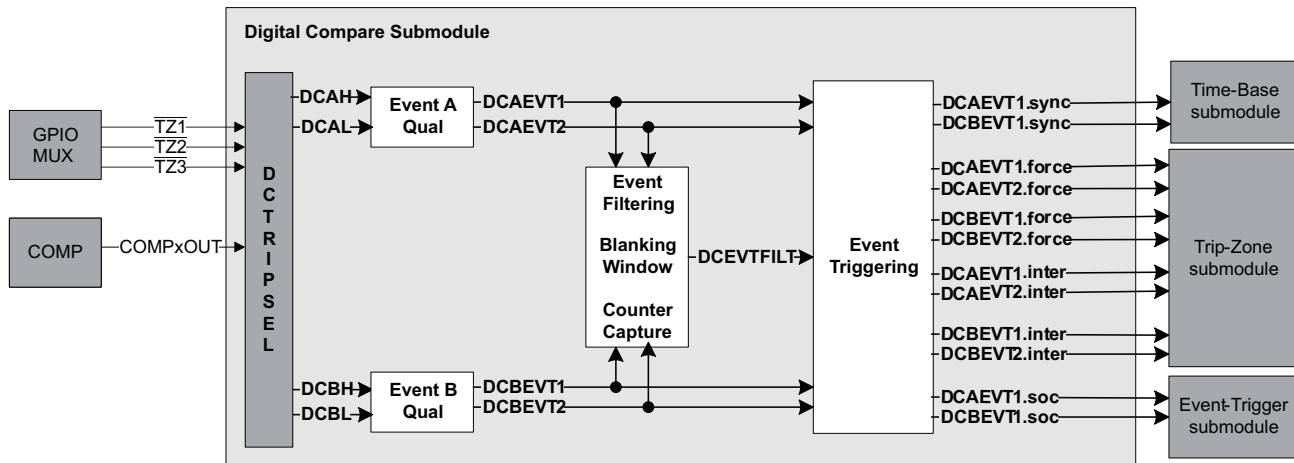 Digital Compare Submodule
GPIO
MUX
TZ1
TZ2
TZ3
COMP
COMPxOUT
D
C
T
R
I
P
S
E
L
DCAH
DCAL
Event A
Qual
DCAEVT1
DCAEVT2
Event
Filtering
Blanking
Window
Counter
Capture
DCEVTFILT
DCBH
DCBL
Event B
Qual
DCBEVT1
DCBEVT2
Event
Triggering
DCAEVT1.sync
DCBEVT1.sync
DCAEVT1.force
DCAEVT2.force
DCBEVT1.force
DCBEVT2.force
DCAEVT1.inter
DCAEVT2.inter
DCBEVT1.inter
DCBEVT2.inter
DCAEVT1.soc
DCBEVT1.soc
Time-Base
submodule
Trip-Zone
submodule
Event-Trigger
submodule